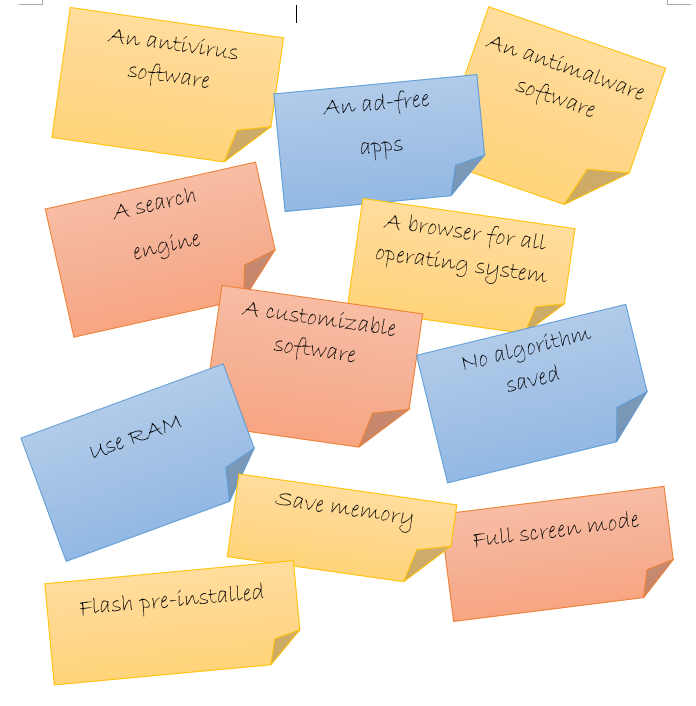 An antivirus
software
An ad-free
apps
An antimalware
software
A search
engine
A browser for all
operating system
A customizable
software
No algorithm
saved
Use RAM
Save memory
Full screen mode
Flash pre-installed